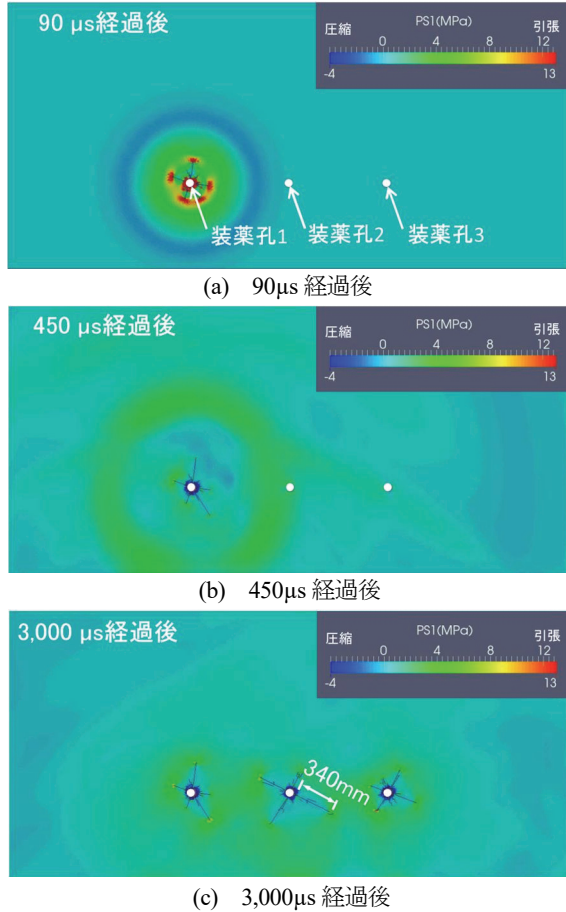 90 μs経過後
PS1(MPa)
圧縮 引張
0 4 8 12
-4 13
装薬孔1 装薬孔2 装薬孔3
(a) 90μs 経過後
450 μs経過後
PS1(MPa)
圧縮 引張
0 4 8 12
-4 13
(b) 450μs 経過後
3,000 μs経過後
PS1(MPa)
圧縮 引張
0 4 8 12
-4 13
340mm
(c) 3,000μs 経過後